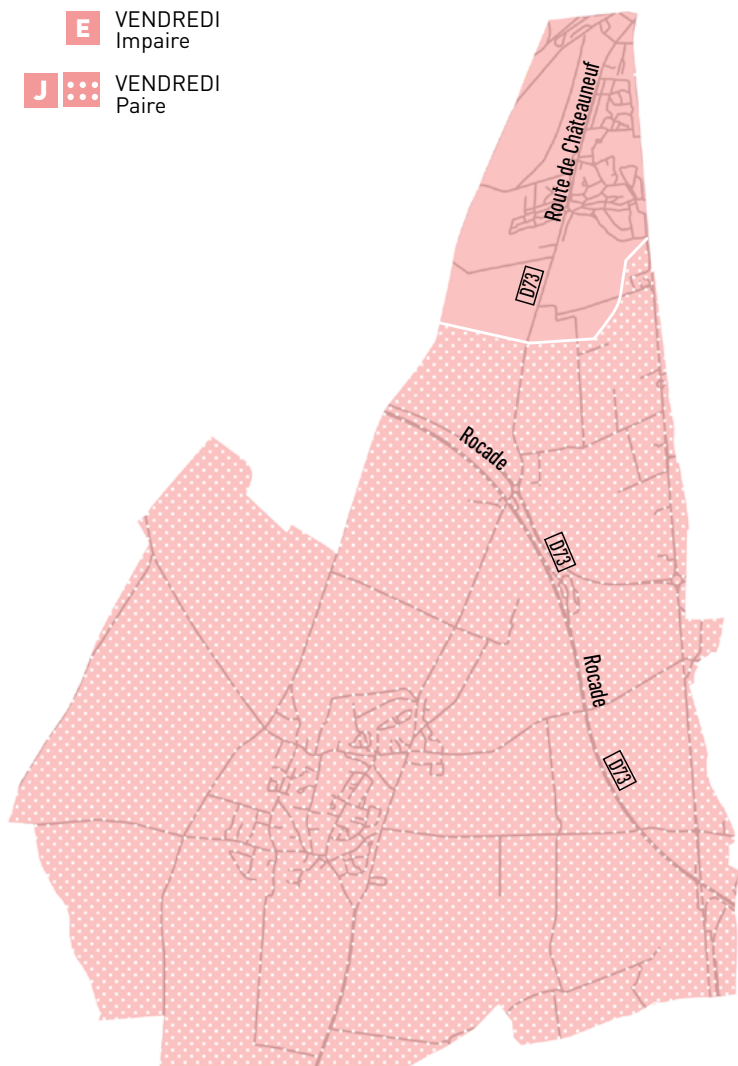 E VENDREDI
Impaire
J VENDREDI
Paire
Route de Châteauneuf
D73
Rocade
D73
Rocade
D73